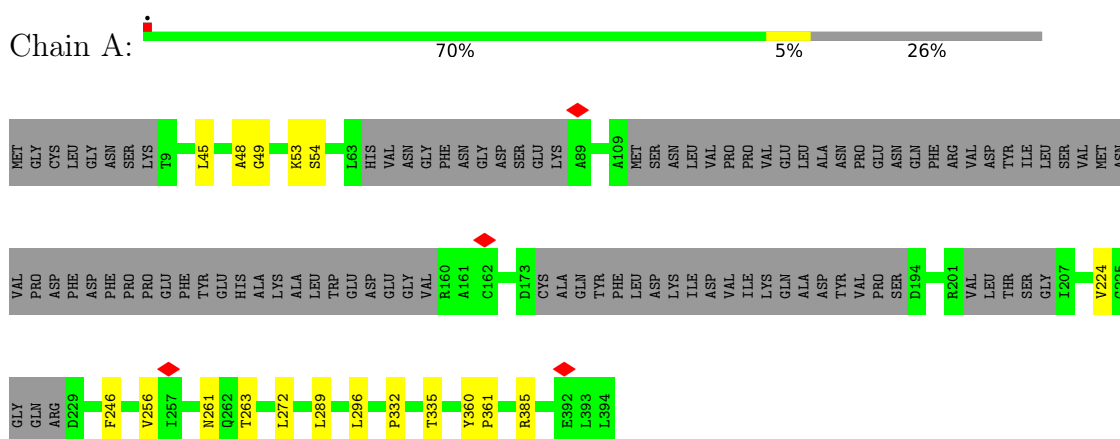 Chain A:
70% 5% 26%
MET GLY CYS LEU GLY ASN SER LYS T9 L45 A48 G49 K53 S54 L63 HIS VAL ASN GLY PHE ASN GLY ASP SER GLU LYS A89 A109 MET SER ASN LEU VAL PRO PRO VAL GLU LEU ALA ASN PRO GLU ASN GLN PHE ARG VAL ASP TYR ILE LEU SER VAL MET ASN
VAL PRO ASP PHE ASP PHE PRO PRO GLU PHE TYR GLU HIS ALA LYS ALA LEU TRP GLU ASP GLU GLY VAL R160 A161 C162 D173 CYS ALA GLN TYR PHE LEU ASP LYS ILE ASP VAL ILE LYS GLN ALA ASP TYR VAL PRO SER D194 R201 VAL LEU THR SER GLY I207 V224
GLY GLN ARG D229 F246 V256 I257 N261 Q262 T263 L272 L289 L296 P332 T335 Y360 P361 R385 E392 L393 L394